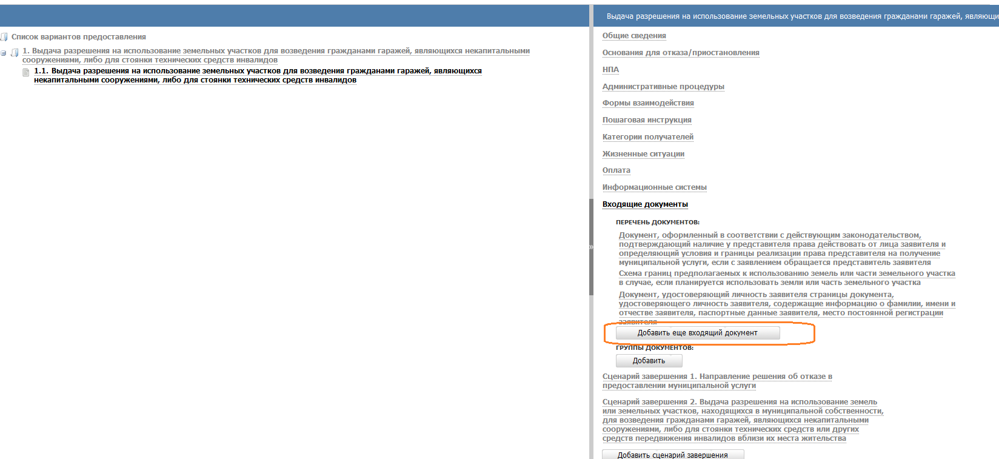 Выдача разрешения на использование земельных участков для возведения гражданами гаражей, являющи
Список вариантов предоставления
1. Выдача разрешения на использование земельных участков для возведения гражданами гаражей, являющихся некапитальными
сооружениями, либо для стоянки технических средств инвалидов
1.1. Выдача разрешения на использование земельных участков для возведения гражданами гаражей, являющихся
некапитальными сооружениями, либо для стоянки технических средств инвалидов
Общие сведения
Основания для отказа/приостановления
НПА
Административные процедуры
Формы взаимодействия
Пошаговая инструкция
Категории получателей
Жизненные ситуации
Оплата
Информационные системы
Входящие документы
ПЕРЕЧЕНЬ ДОКУМЕНТОВ:
Документ, оформленный в соответствии с действующим законодательством,
подтверждающий наличие у представителя права действовать от лица заявителя и
определяющий условия и границы реализации права представителя на получение
муниципальной услуги, если с заявлением обращается представитель заявителя
Схема границ предполагаемых к использованию земель или части земельного участка
в случае, если планируется использовать земли или часть земельного участка
Документ, удостоверяющий личность заявителя страницы документа,
удостоверяющего личность заявителя, содержащие информацию о фамилии, имени и
отчестве заявителя, паспортные данные заявителя, место постоянной регистрации
заявителя
Добавить еще входящий документ
ГРУППЫ ДОКУМЕНТОВ:
Добавить
Сценарий завершения 1. Направление решения об отказе в
предоставлении муниципальной услуги
Сценарий завершения 2. Выдача разрешения на использование земель
или земельных участков, находящихся в муниципальной собственности,
для возведения гражданами гаражей, являющихся некапитальными
сооружениями, либо для стоянки технических средств или других
средств передвижения инвалидов вблизи их места жительства
Добавить сценарий завершения